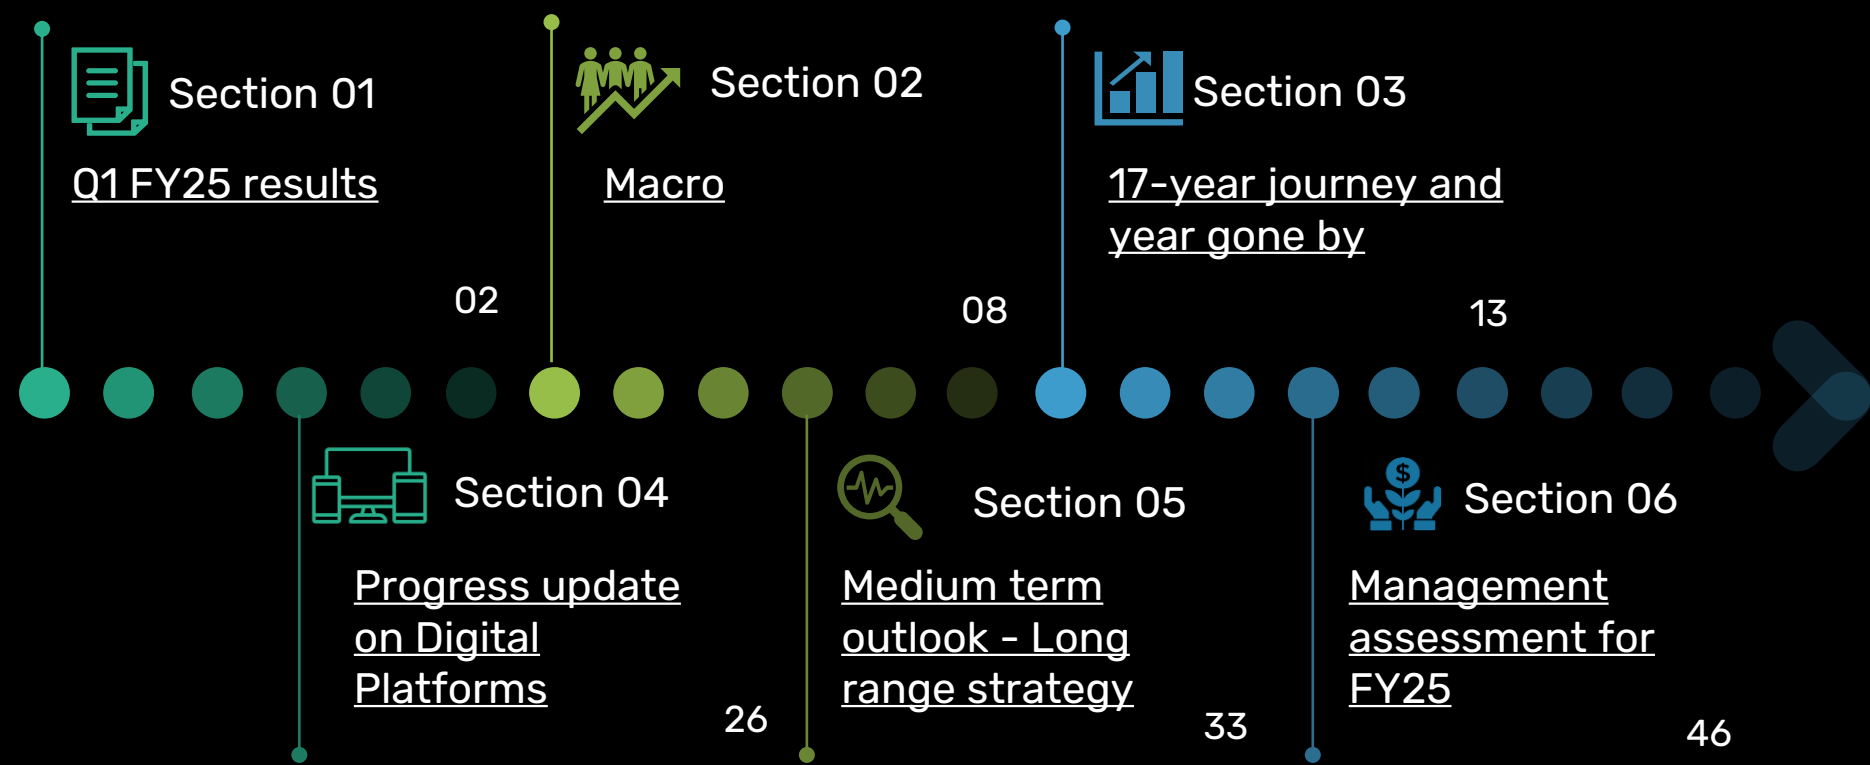 Section 01
Q1 FY25 results
02
Section 02
Macro
08
Section 03
17-year journey and
year gone by
13
Section 04
Progress update
on Digital
Platforms
26
Section 05
Medium term
outlook - Long
range strategy
33
$
Section 06
Management
assessment for
FY25
46